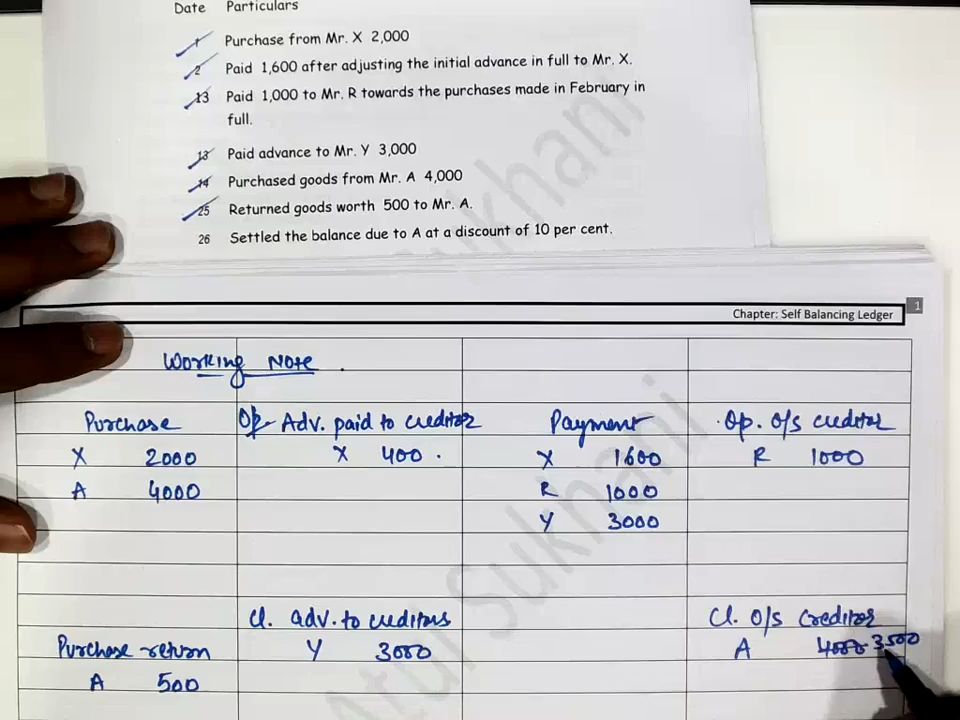 Date Particulars
1 Purchase from Mr. X 2,000
2 Paid 1,600 after adjusting the initial advance in full to Mr. X.
13 Paid 1,000 to Mr. R towards the purchases made in February in
full.
13 Paid advance to Mr. Y 3,000
14 Purchased goods from Mr. A 4,000
25 Returned goods worth 500 to Mr. A.
26 Settled the balance due to A at a discount of 10 per cent.
Atul Sukhani
1
Chapter: Self Balancing Ledger
Working Note
Purchase Op Adv. paid to creditor Payment Op. o/s creditor
X 2000 X 400 X 1600 R 1000
A 4000 R 1000
Y 3000
Cl. adv. to creditors Cl. o/s creditor
Purchase return Y 3000 A 4000 3500
A 500